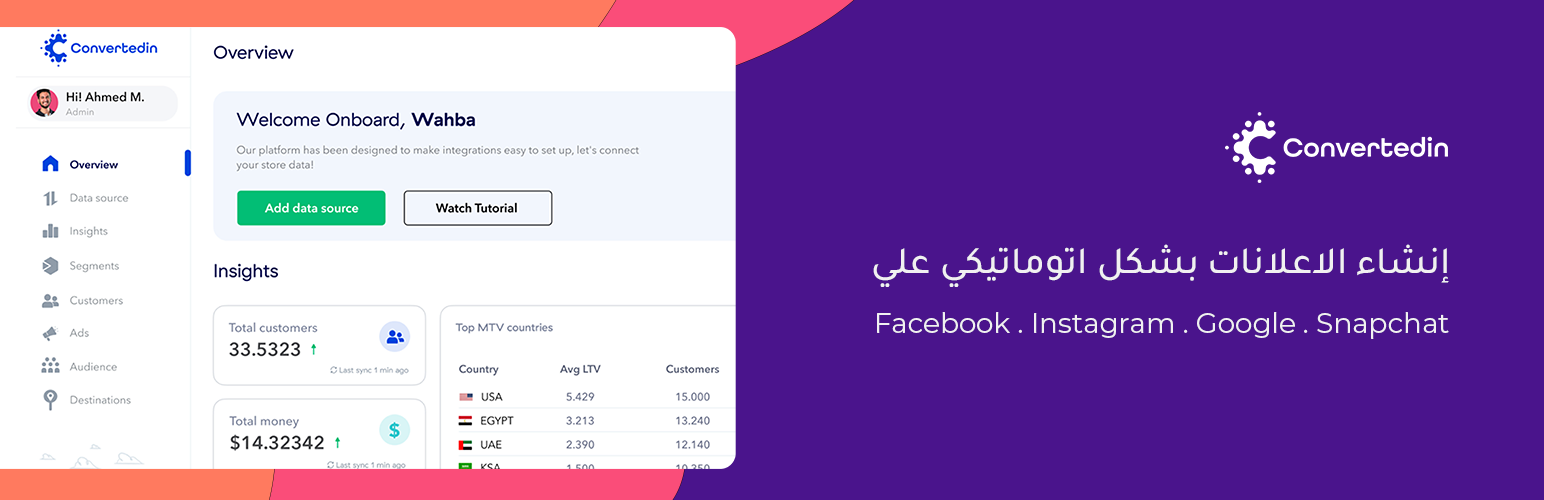 Convertedin
Hi! Ahmed M.
Admin
Overview
Data source
Insights
Segments
Customers
Ads
Audience
Destinations
Overview
Welcome Onboard, Wahba
Our platform has been designed to make integrations easy to set up, let's connect
your store data!
Add data source
Watch Tutorial
Insights
Total customers
33.5323
Last sync 1 min ago
Total money
$
$14.32342
Last sync 1 min ago
Top MTV countries
Country Avg LTV Customers
USA 5.429 15.000
EGYPT 3.213 13.240
UAE 2.390 12.140
KSA 1.500 10.350
Convertedin
إنشاء الاعلانات بشكل اتوماتيكي علي
Facebook . Instagram . Google . Snapchat